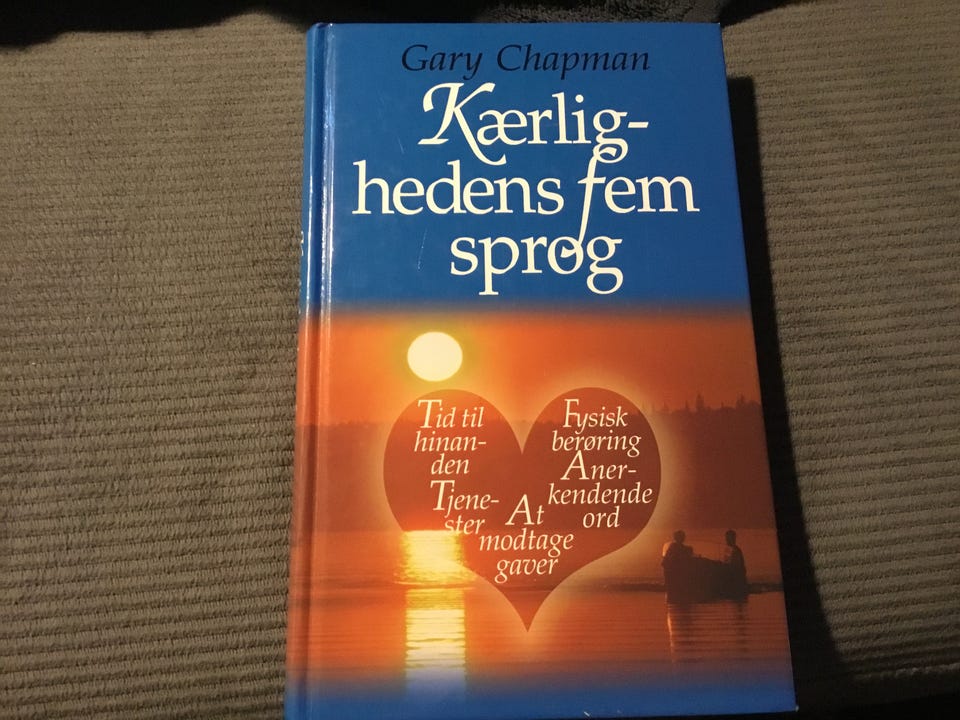 Gary Chapman
Kærlig-
hedens fem
sprog
Tid til
hinan-
den
Tjene-
ster
Fysisk
berøring
Aner-
kendende
ord
At
modtage
gaver